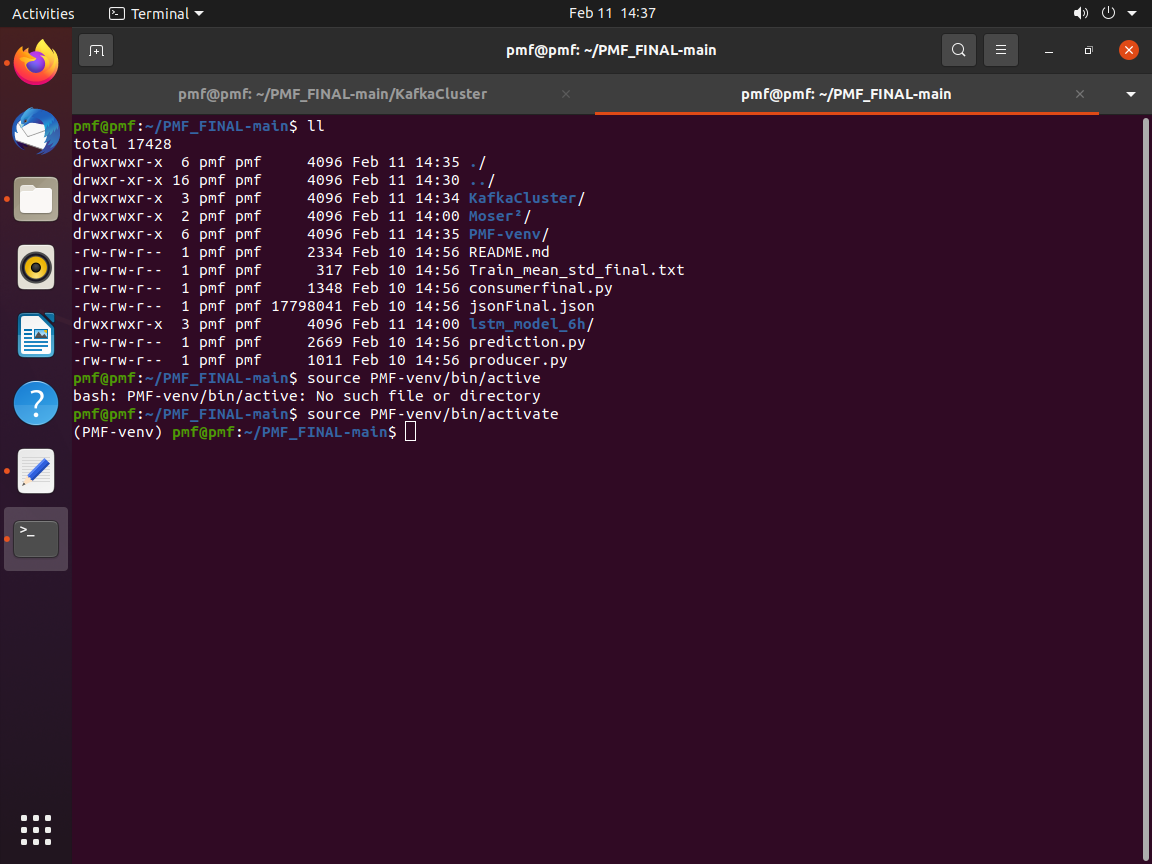 Activities Terminal Feb 11 14:37
pmf@pmf: ~/PMF_FINAL-main
pmf@pmf: ~/PMF_FINAL-main/KafkaCluster pmf@pmf: ~/PMF_FINAL-main
pmf@pmf:~/PMF_FINAL-main$ ll
total 17428
drwxrwxr-x  6 pmf pmf     4096 Feb 11 14:35 ./
drwxr-xr-x 16 pmf pmf     4096 Feb 11 14:30 ../
drwxrwxr-x  3 pmf pmf     4096 Feb 11 14:34 KafkaCluster/
drwxrwxr-x  2 pmf pmf     4096 Feb 11 14:00 Moser²/
drwxrwxr-x  6 pmf pmf     4096 Feb 11 14:35 PMF-venv/
-rw-rw-r--  1 pmf pmf     2334 Feb 10 14:56 README.md
-rw-rw-r--  1 pmf pmf      317 Feb 10 14:56 Train_mean_std_final.txt
-rw-rw-r--  1 pmf pmf     1348 Feb 10 14:56 consumerfinal.py
-rw-rw-r--  1 pmf pmf 17798041 Feb 10 14:56 jsonFinal.json
drwxrwxr-x  3 pmf pmf     4096 Feb 11 14:00 lstm_model_6h/
-rw-rw-r--  1 pmf pmf     2669 Feb 10 14:56 prediction.py
-rw-rw-r--  1 pmf pmf     1011 Feb 10 14:56 producer.py
pmf@pmf:~/PMF_FINAL-main$ source PMF-venv/bin/active
bash: PMF-venv/bin/active: No such file or directory
pmf@pmf:~/PMF_FINAL-main$ source PMF-venv/bin/activate
(PMF-venv) pmf@pmf:~/PMF_FINAL-main$